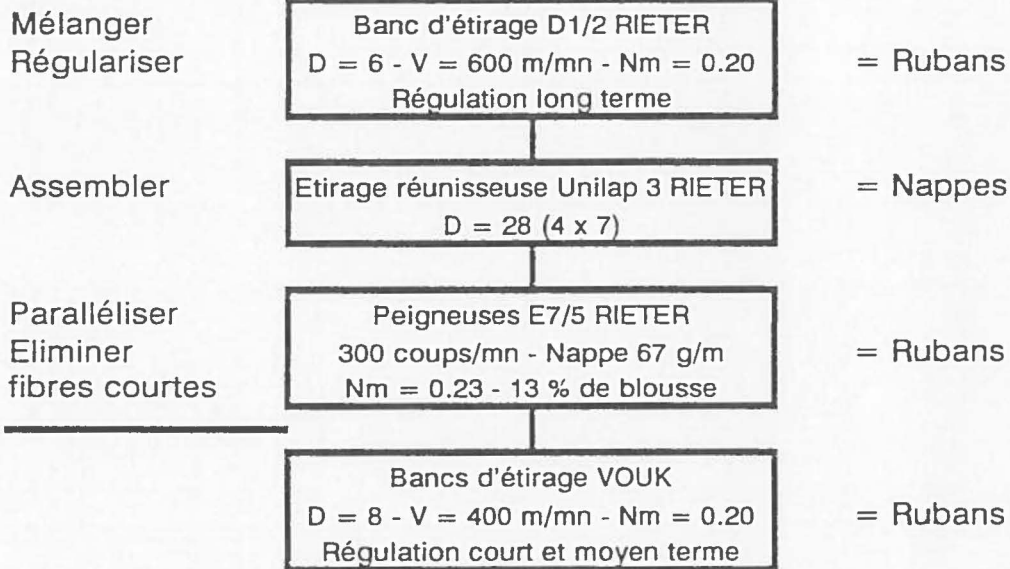 Mélanger
Régulariser
Banc d'étirage D1/2 RIETER
D = 6 - V = 600 m/mn - Nm = 0.20
Régulation long terme
= Rubans
Assembler
Etirage réunisseuse Unilap 3 RIETER
D = 28 (4 x 7)
= Nappes
Paralléliser
Eliminer
fibres courtes
Peigneuses E7/5 RIETER
300 coups/mn - Nappe 67 g/m
Nm = 0.23 - 13 % de blousse
= Rubans
Bancs d'étirage VOUK
D = 8 - V = 400 m/mn - Nm = 0.20
Régulation court et moyen terme
= Rubans